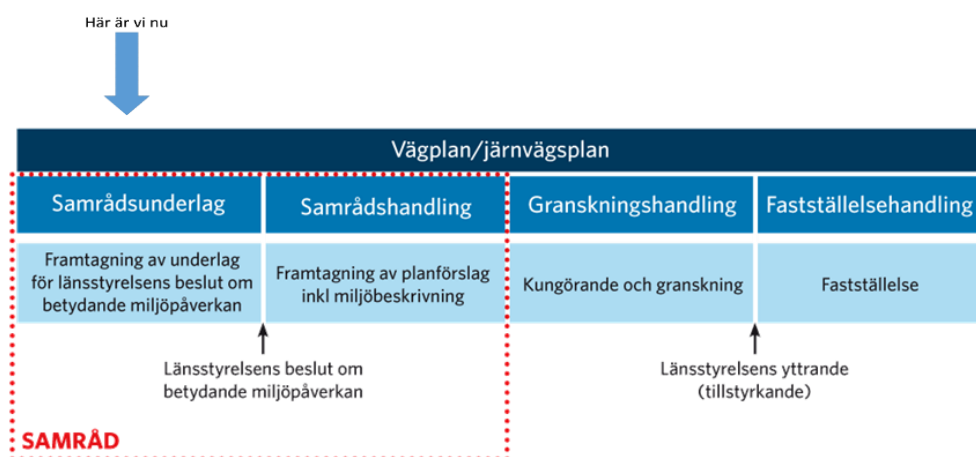 Här är vi nu
Vägplan/järnvägsplan
Samrådsunderlag
Samrådshandling
Granskningshandling
Fastställelsehandling
Framtagning av underlag
för länsstyrelsens beslut om
betydande miljöpåverkan
Framtagning av planförslag
inkl miljöbeskrivning
Kungörande och granskning
Fastställelse
Länsstyrelsens beslut om
betydande miljöpåverkan
Länsstyrelsens yttrande
(tillstyrkande)
SAMRÅD